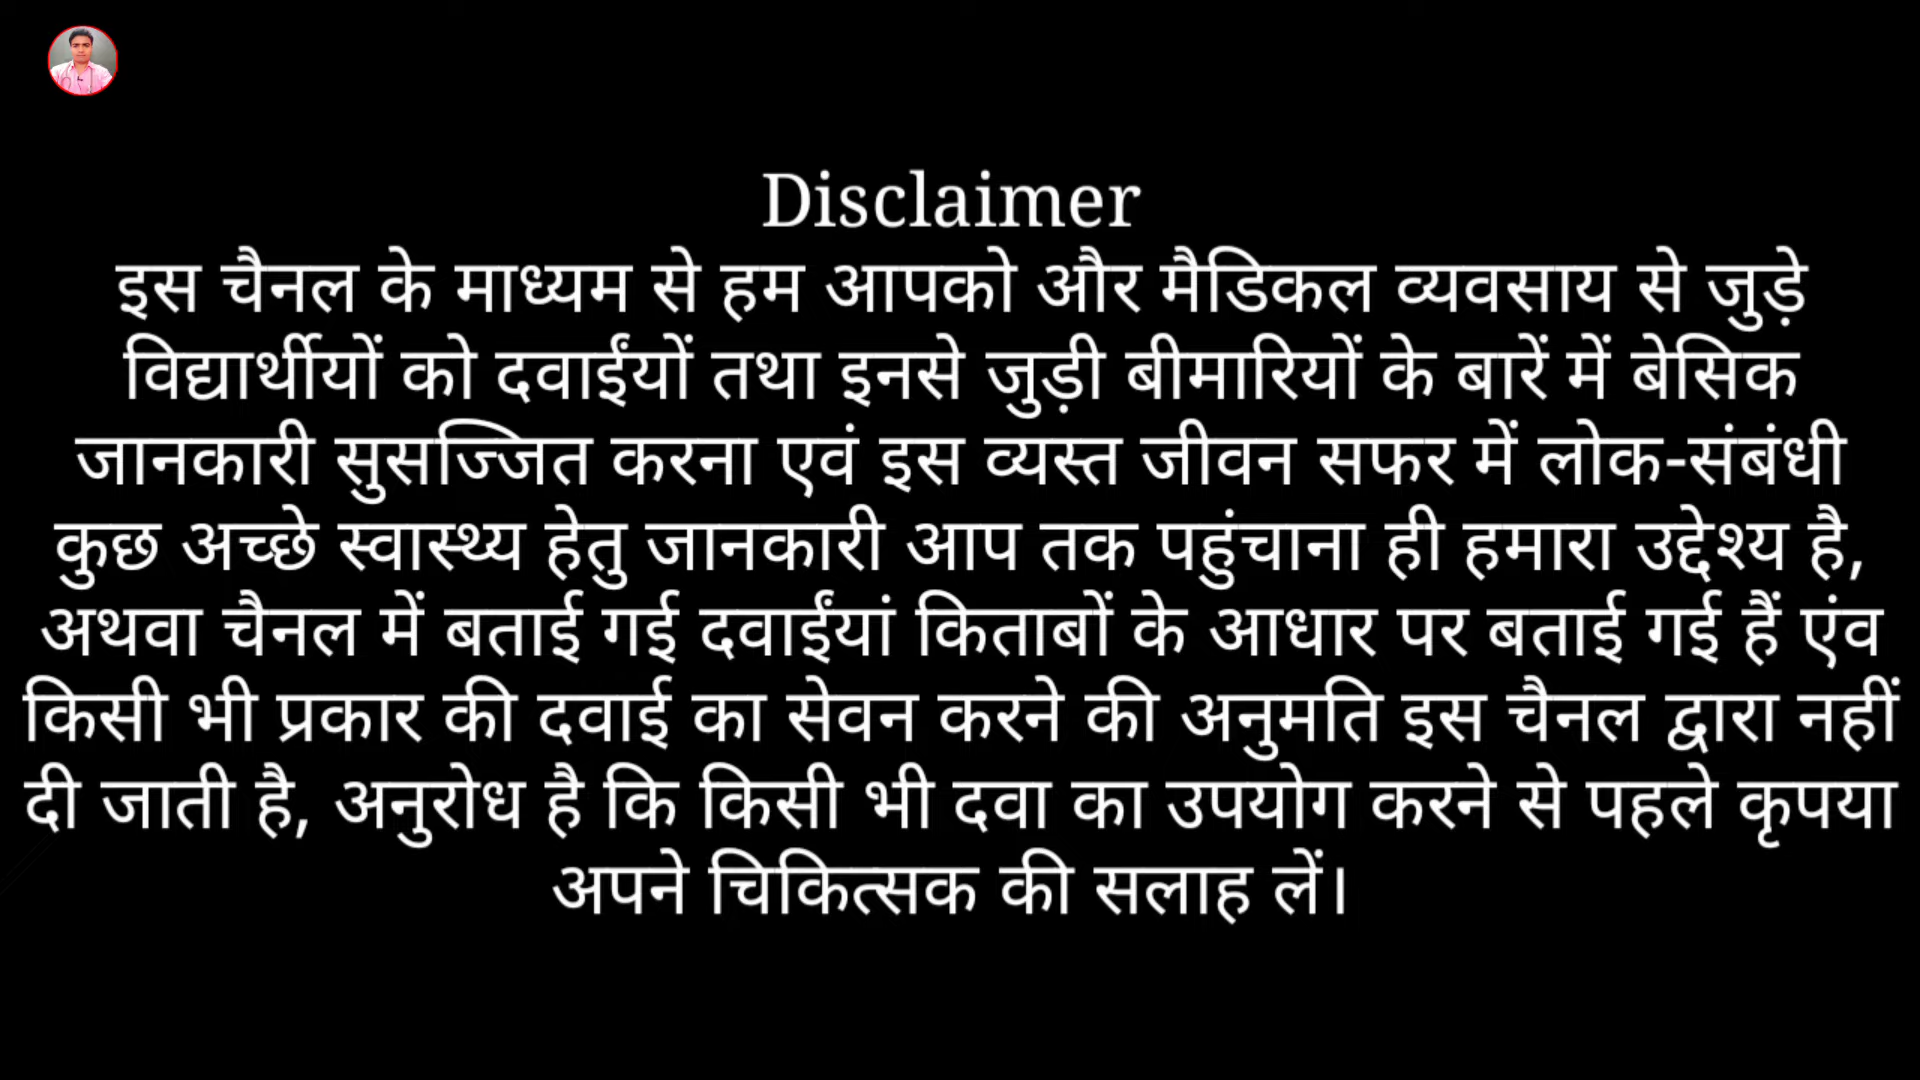 Disclaimer
इस चैनल के माध्यम से हम आपको और मैडिकल व्यवसाय से जुड़े
विद्यार्थीयों को दवाईयों तथा इनसे जुड़ी बीमारियों के बारें में बेसिक
जानकारी सुसज्जित करना एवं इस व्यस्त जीवन सफर में लोक-संबंधी
कुछ अच्छे स्वास्थ्य हेतु जानकारी आप तक पहुंचाना ही हमारा उद्देश्य है,
अथवा चैनल में बताई गई दवाईंयां किताबों के आधार पर बताई गई हैं एंव
किसी भी प्रकार की दवाई का सेवन करने की अनुमति इस चैनल द्वारा नहीं
दी जाती है, अनुरोध है कि किसी भी दवा का उपयोग करने से पहले कृपया
अपने चिकित्सक की सलाह लें।